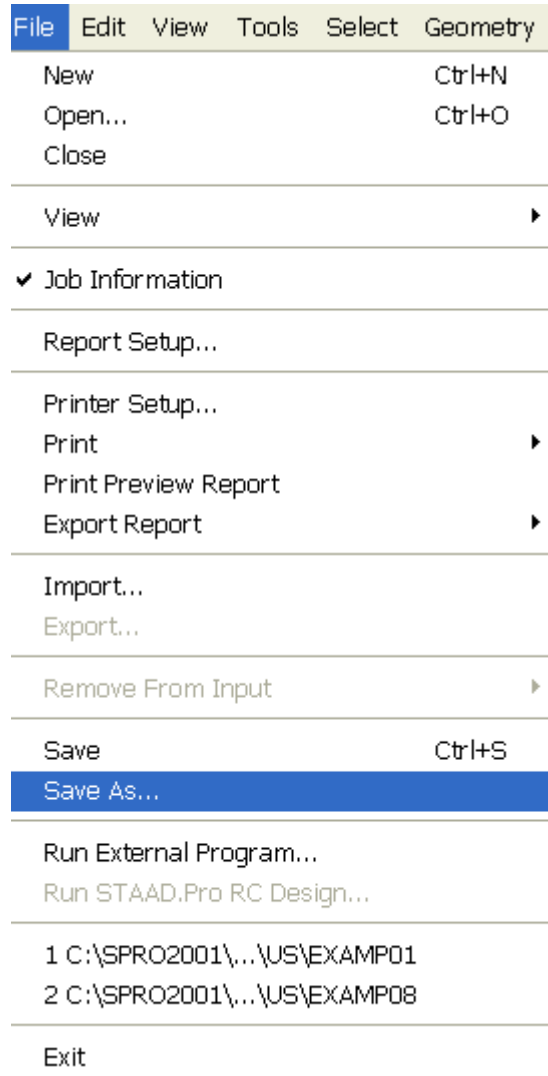 File Edit View Tools Select Geometry
New Ctrl+N
Open... Ctrl+O
Close
View
Job Information
Report Setup...
Printer Setup...
Print
Print Preview Report
Export Report
Import...
Export...
Remove From Input
Save Ctrl+S
Save As...
Run External Program...
Run STAAD.Pro RC Design...
1 C:\SPRO2001\...\US\EXAMP01
2 C:\SPRO2001\...\US\EXAMP08
Exit